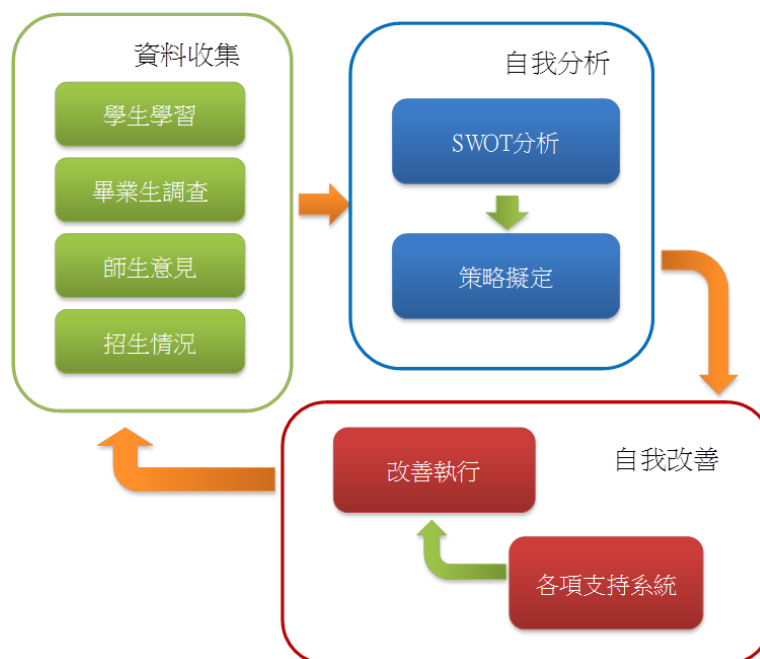 資料收集
學生學習
畢業生調查
師生意見
招生情況
自我分析
SWOT分析
策略擬定
自我改善
改善執行
各項支持系統